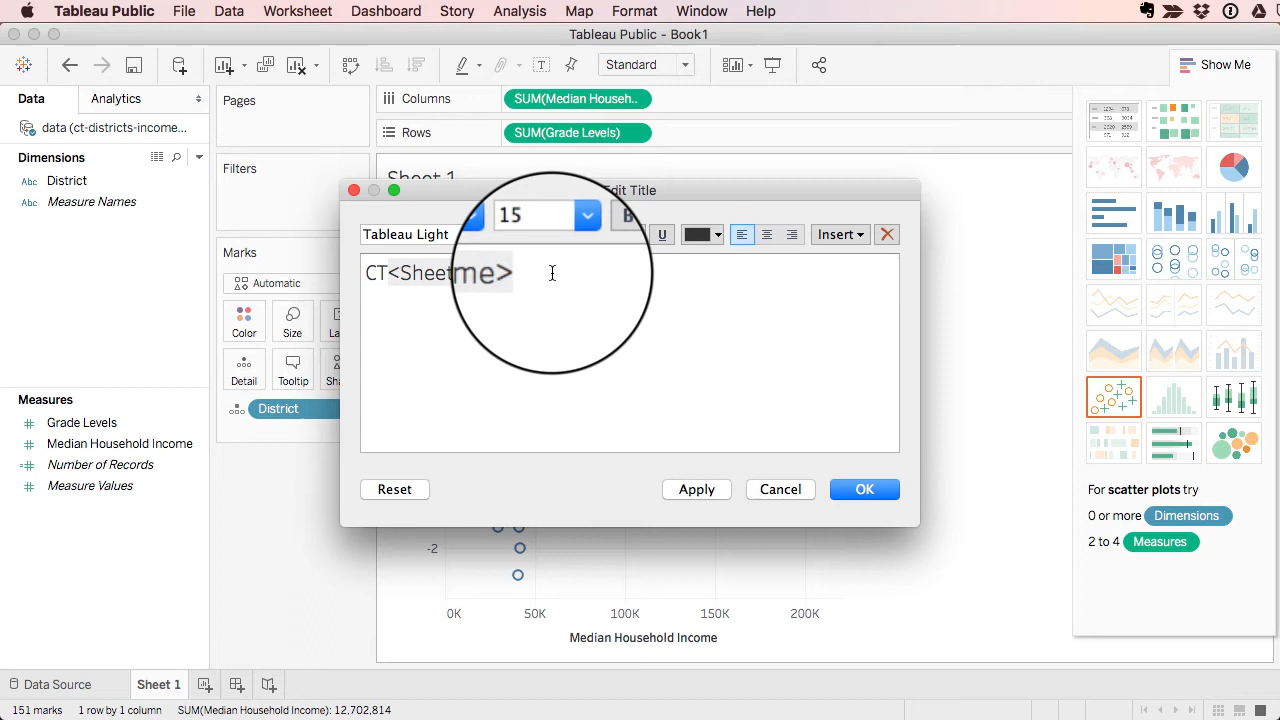 Tableau Public File Data Worksheet Dashboard Story Analysis Map Format Window Help
Tableau Public - Book1
Standard
Show Me
Data Analytics
Pages
Columns SUM(Median Househ..
data (ct-districts-income...
Rows SUM(Grade Levels)
Dimensions
Filters
Abc District
Abc Measure Names
Sheet 1
Edit Title
Tableau Light 15 B U Insert
CT<Sheet me>
Marks
Automatic
Color Size
Detail Tooltip
District
Measures
Grade Levels
Median Household Income
Number of Records
Measure Values
Reset Apply Cancel OK
For scatter plots try
0 or more Dimensions
2 to 4 Measures
-2
0K 50K 100K 150K 200K
Median Household Income
Data Source Sheet 1
151 marks 1 row by 1 column SUM(Median Household Income): 12,702,814